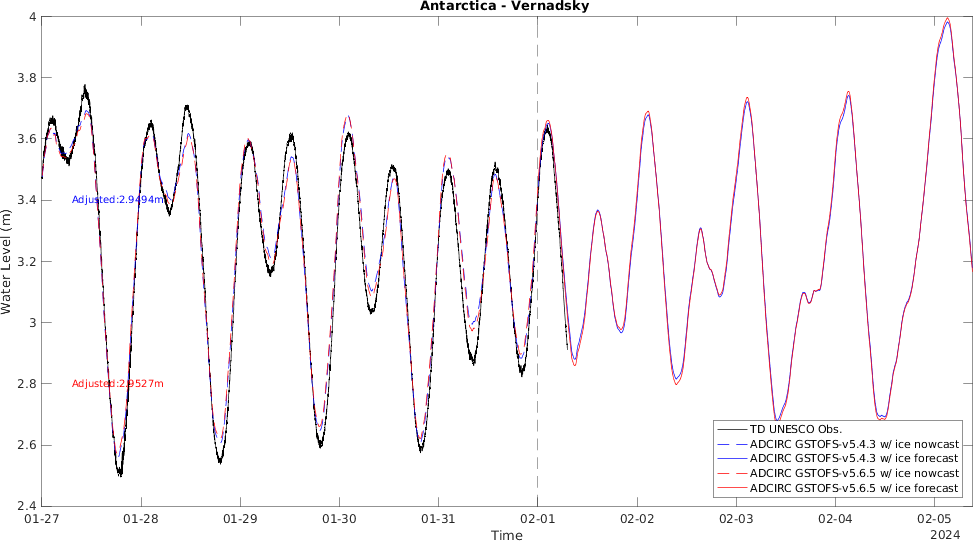 Antarctica - Vernadsky
Water Level (m)
4
3.8
3.6
3.4
3.2
3
2.8
2.6
2.4
Adjusted:2.9494m
Adjusted:2.9527m
TD UNESCO Obs.
ADCIRC GSTOFS-v5.4.3 w/ ice nowcast
ADCIRC GSTOFS-v5.4.3 w/ ice forecast
ADCIRC GSTOFS-v5.6.5 w/ ice nowcast
ADCIRC GSTOFS-v5.6.5 w/ ice forecast
01-27 01-28 01-29 01-30 01-31 02-01 02-02 02-03 02-04 02-05
Time
2024